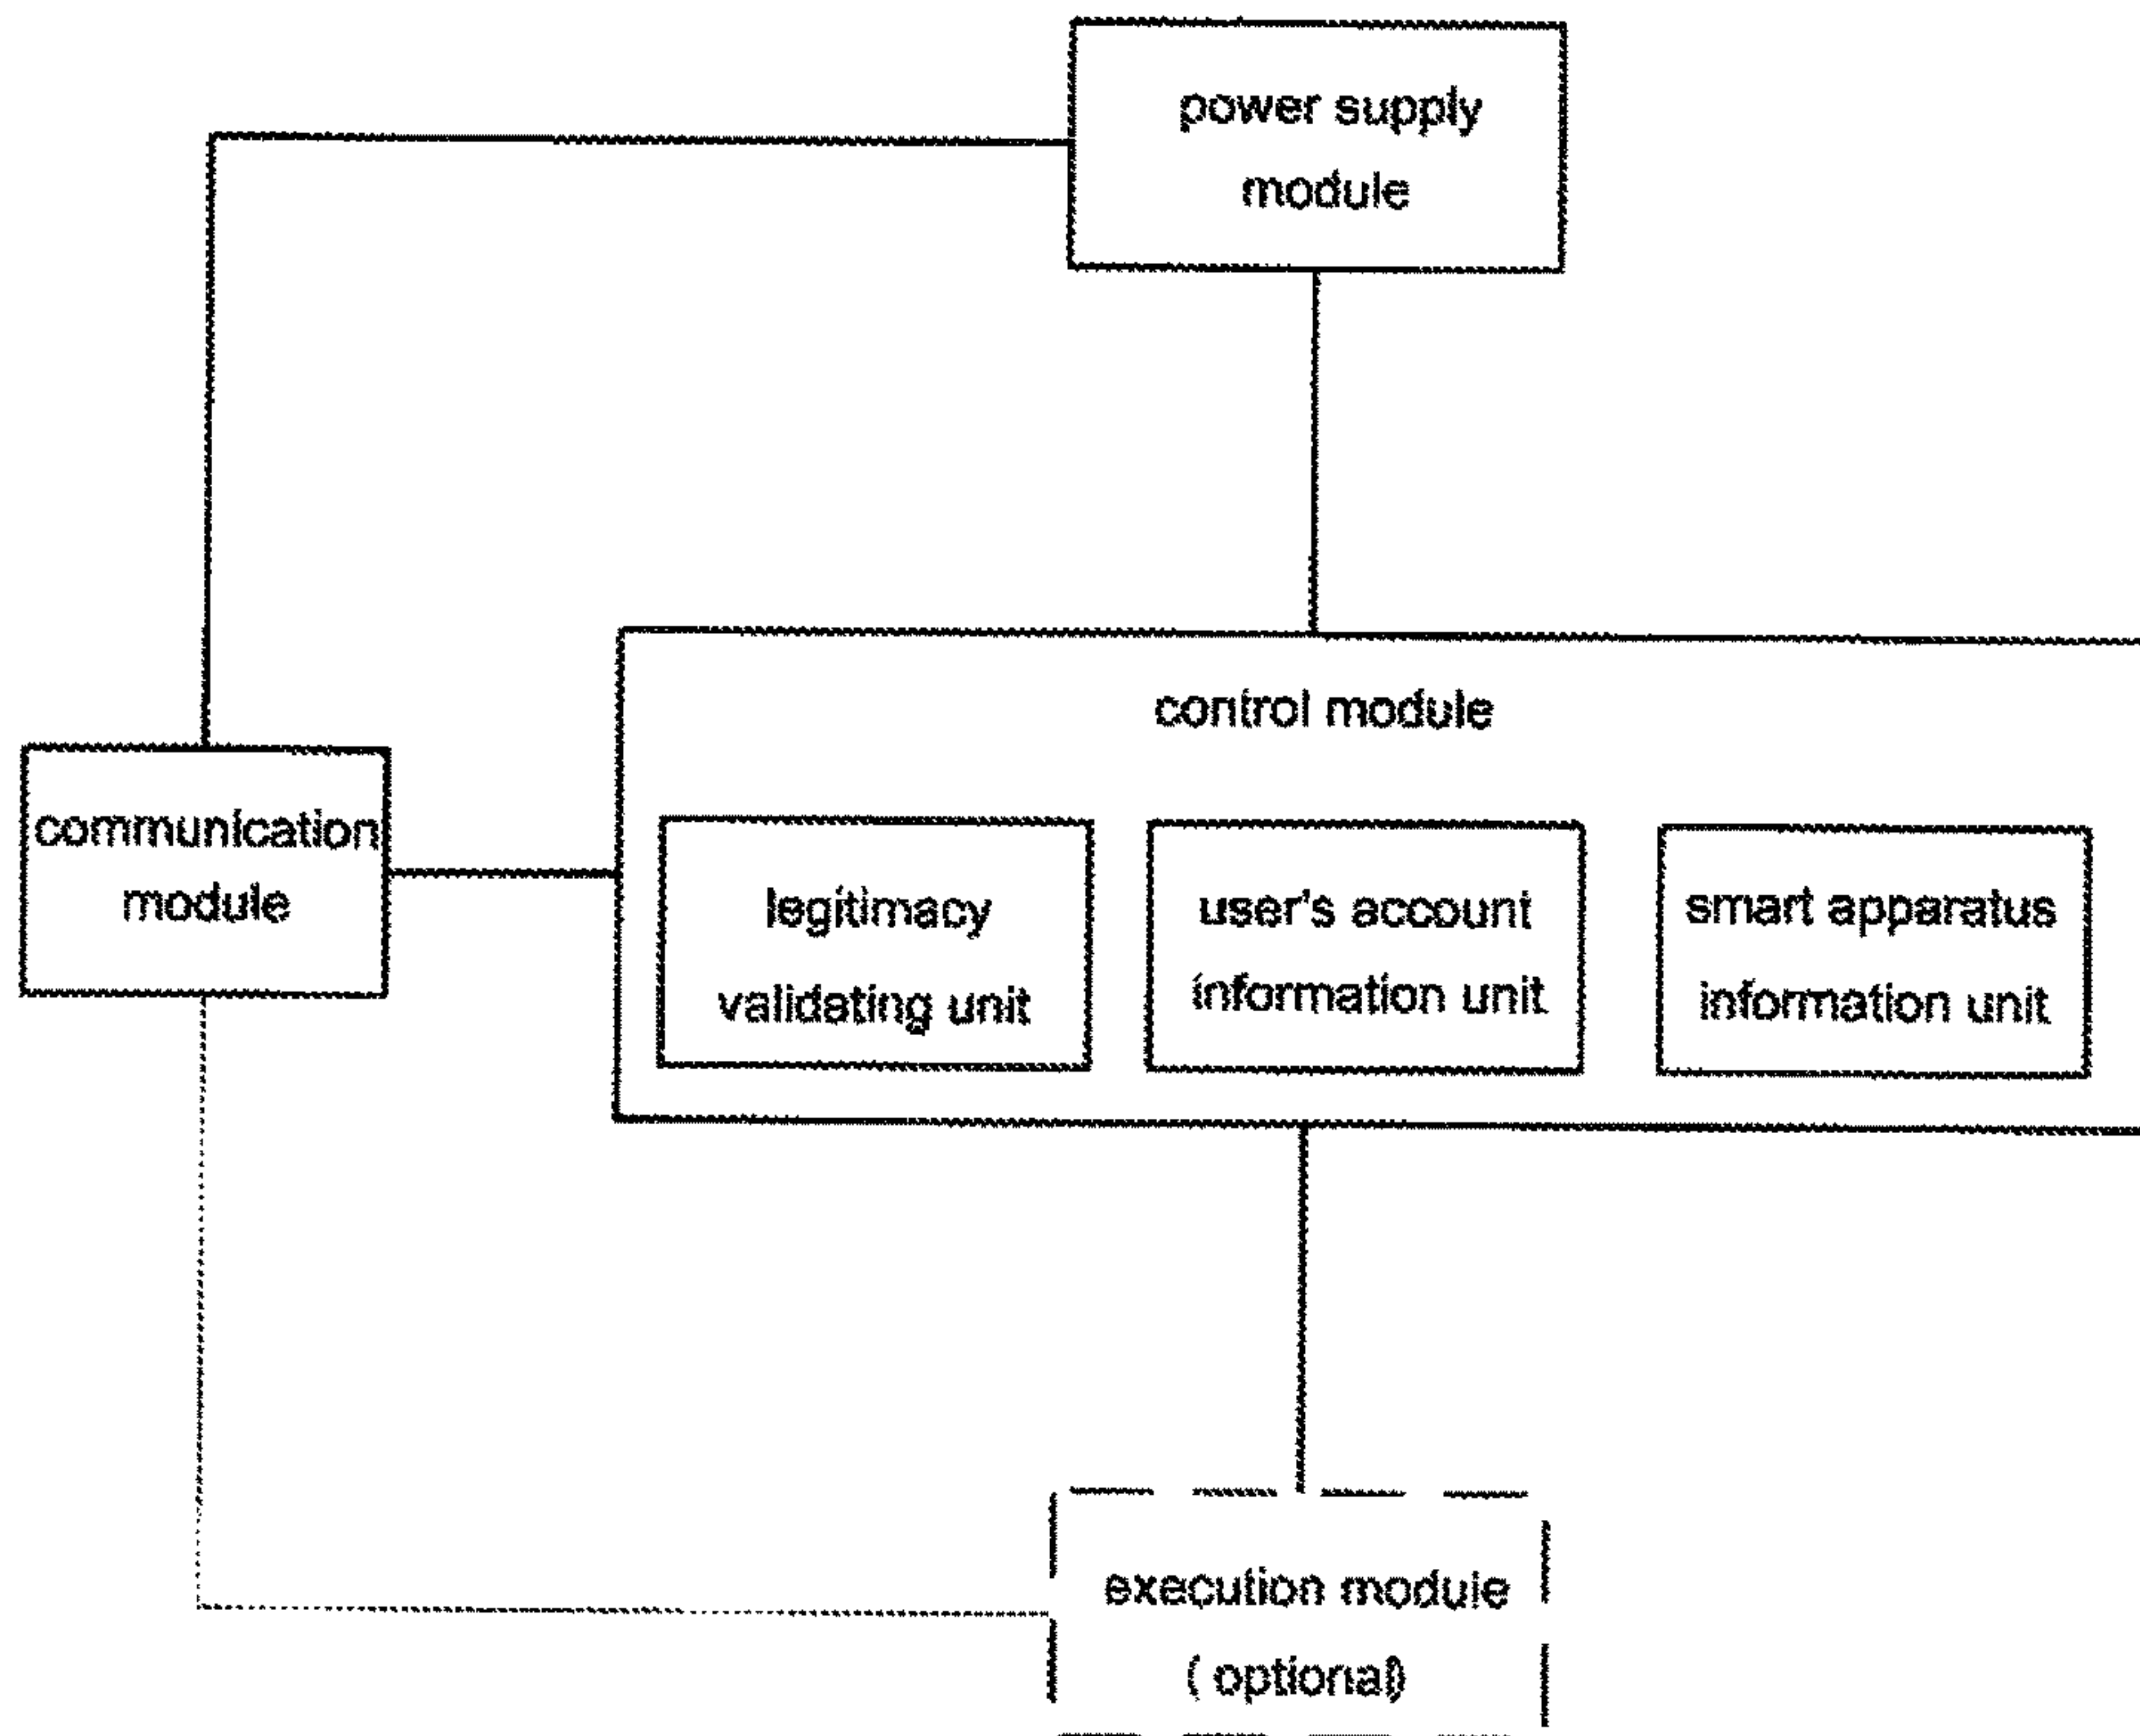 power supply
module
control module
communication
module
legitimacy
validating unit
user's account
information unit
smart apparatus
information unit
execution module
( optional)